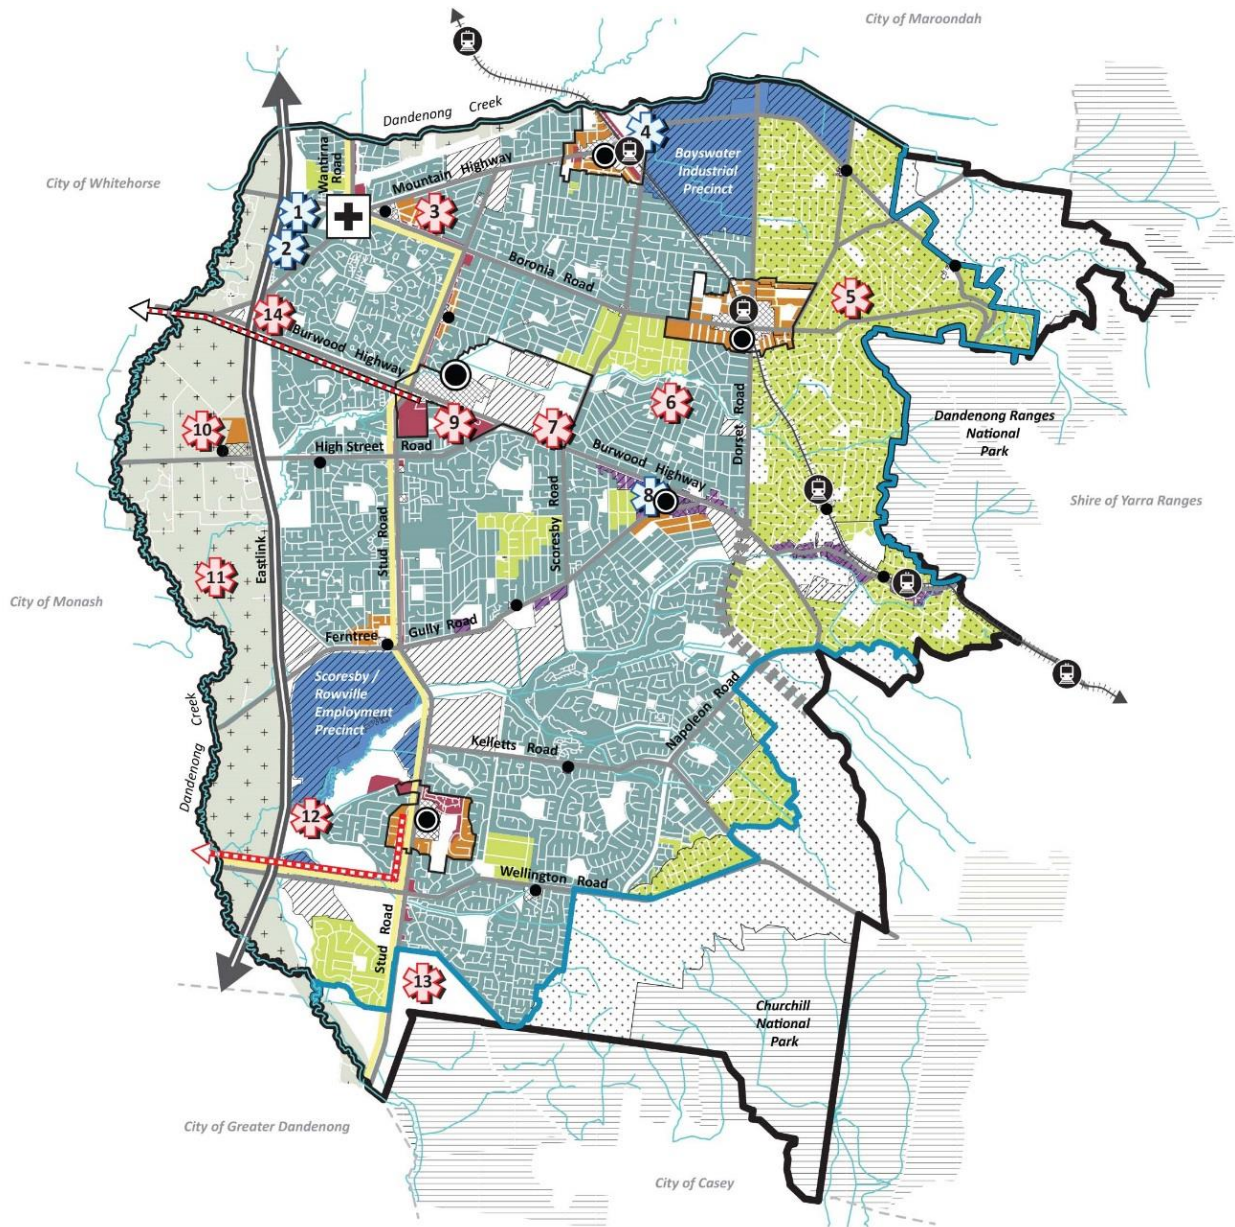 City of Maroondah
Dandenong Creek
4
Wantirna
Road
Mountain Highway
Bayswater
Industrial
Precinct
City of Whitehorse
1
3
2
Boronia Road
5
14
Burwood Highway
6
Dorset Road
9
7
10
High Street Road
Dandenong Ranges
National
Park
Burwood Highway
8
Shire of Yarra Ranges
Stud Road
Scoresby Road
Eastlink
11
City of Monash
Ferntree Gully Road
Scoresby /
Rowville
Employment
Precinct
Napoleon Road
Dandenong Creek
Kelletts Road
12
Wellington Road
Stud Road
13
Churchill
National
Park
City of Greater Dandenong
City of Casey